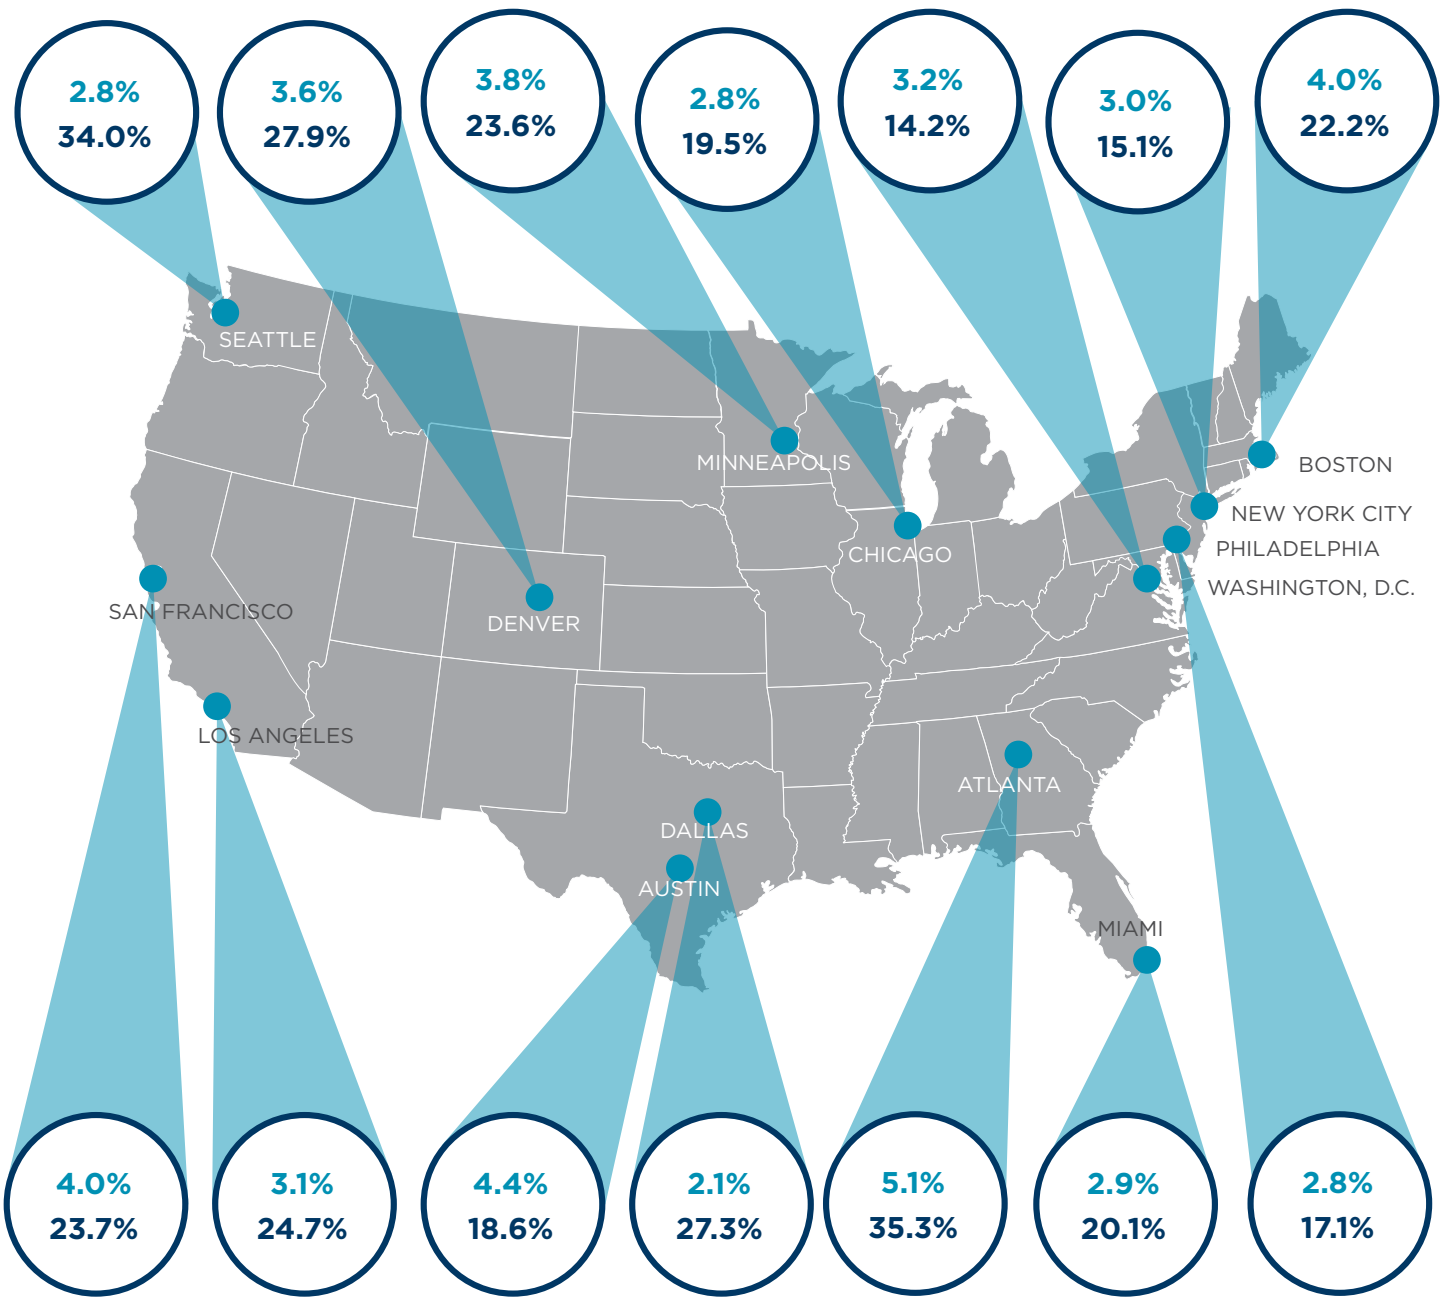 2.8%
34.0%
3.6%
27.9%
3.8%
23.6%
2.8%
19.5%
3.2%
14.2%
3.0%
15.1%
4.0%
22.2%
SEATTLE
MINNEAPOLIS
BOSTON
NEW YORK CITY
CHICAGO
PHILADELPHIA
WASHINGTON, D.C.
SAN FRANCISCO
DENVER
LOS ANGELES
ATLANTA
DALLAS
AUSTIN
MIAMI
4.0%
23.7%
3.1%
24.7%
4.4%
18.6%
2.1%
27.3%
5.1%
35.3%
2.9%
20.1%
2.8%
17.1%